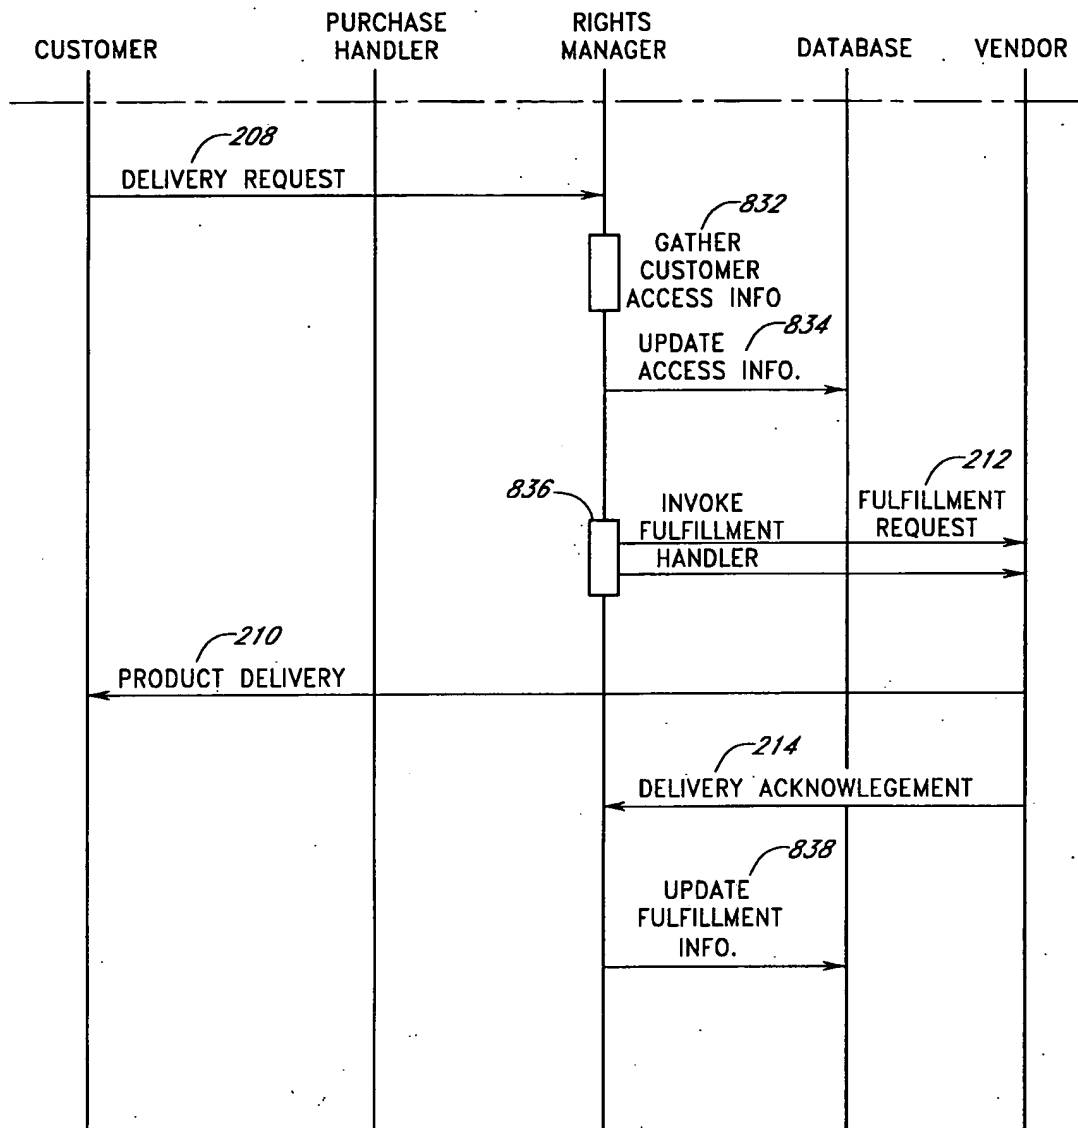 CUSTOMER
PURCHASE
HANDLER
RIGHTS
MANAGER
DATABASE
VENDOR
208
DELIVERY REQUEST
832
GATHER
CUSTOMER
ACCESS INFO
834
UPDATE
ACCESS INFO.
836
INVOKE
FULFILLMENT
HANDLER
212
FULFILLMENT
REQUEST
210
PRODUCT DELIVERY
214
DELIVERY ACKNOWLEGEMENT
838
UPDATE
FULFILLMENT
INFO.